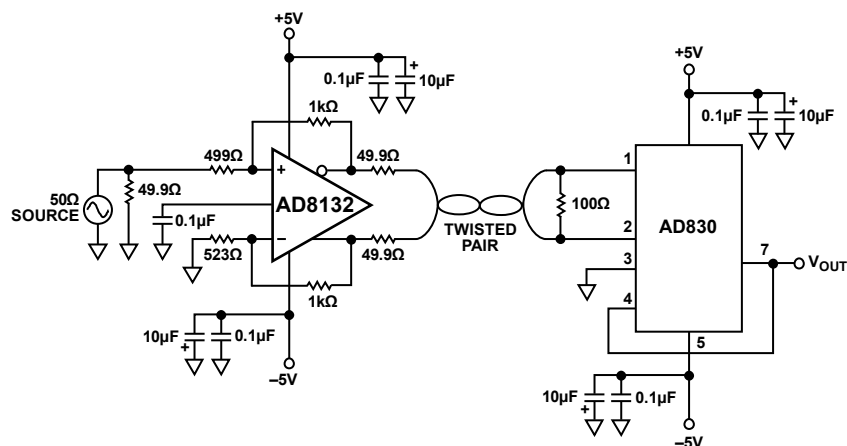 +5V
0.1µF
10µF
+
1kΩ
499Ω
49.9Ω
+
50Ω
SOURCE
49.9Ω
AD8132
0.1µF
523Ω
–
49.9Ω
1kΩ
10µF
+
0.1µF
–5V
TWISTED
PAIR
100Ω
+5V
0.1µF
10µF
+
1
2
3
4
AD830
7
VOUT
5
10µF
+
0.1µF
–5V